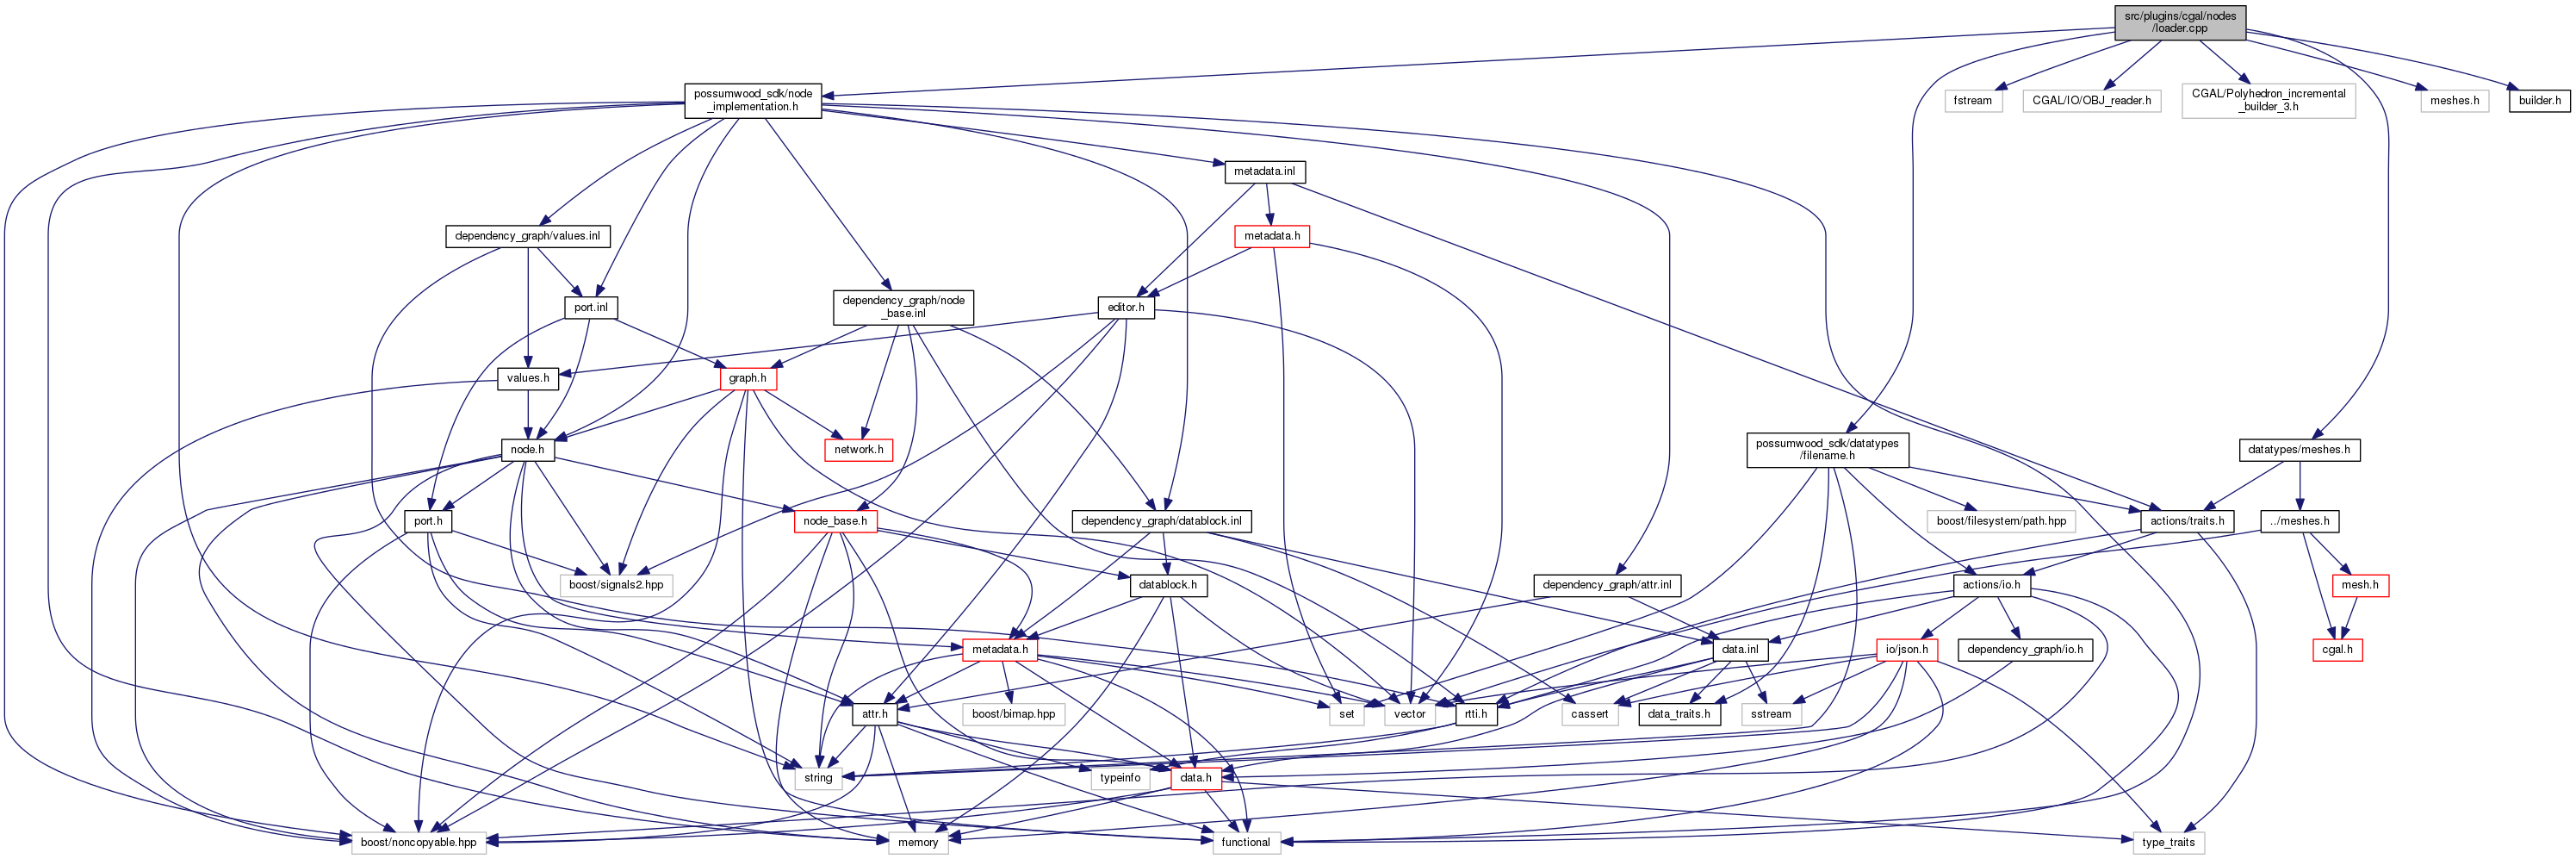 src/plugins/cgal/nodes
/loader.cpp
possumwood_sdk/node
_implementation.h
fstream
CGAL/IO/OBJ_reader.h
CGAL/Polyhedron_incremental
_builder_3.h
meshes.h
builder.h
metadata.inl
dependency_graph/values.inl
metadata.h
port.inl
dependency_graph/node
_base.inl
editor.h
values.h
graph.h
node.h
network.h
possumwood_sdk/datatypes
/filename.h
datatypes/meshes.h
port.h
node_base.h
dependency_graph/datablock.inl
boost/filesystem/path.hpp
actions/traits.h
../meshes.h
boost/signals2.hpp
datablock.h
dependency_graph/attr.inl
actions/io.h
mesh.h
metadata.h
data.inl
io/json.h
dependency_graph/io.h
cgal.h
attr.h
boost/bimap.hpp
set
vector
rtti.h
cassert
data_traits.h
sstream
string
typeinfo
data.h
boost/noncopyable.hpp
memory
functional
type_traits